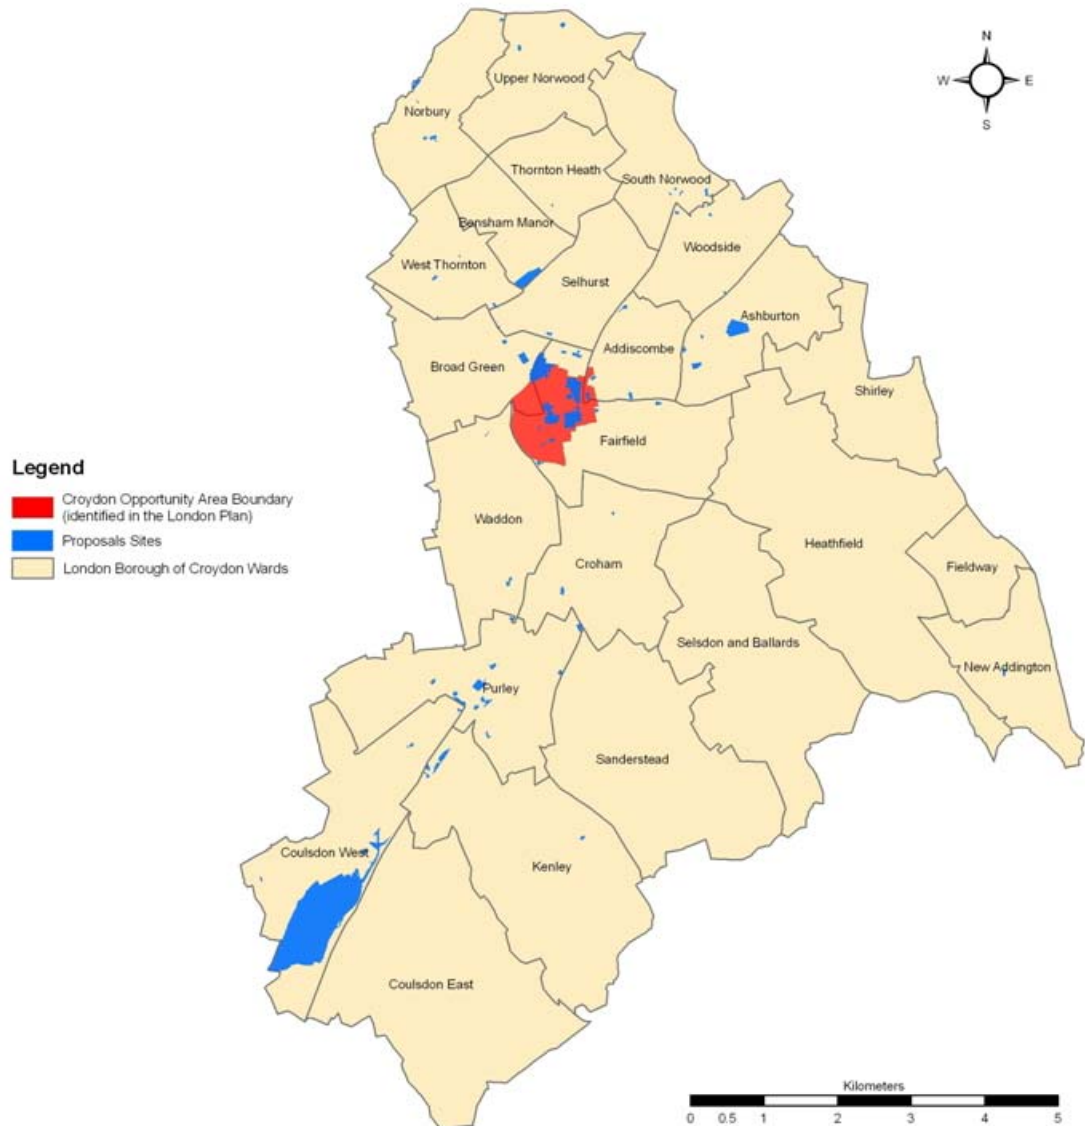 N
W E
S
Upper Norwood
Norbury
Thornton Heath
South Norwood
Bensham Manor
Woodside
West Thornton
Selhurst
Ashburton
Addiscombe
Broad Green
Shirley
Fairfield
Legend
Croydon Opportunity Area Boundary
(identified in the London Plan)
Proposals Sites
London Borough of Croydon Wards
Waddon
Heathfield
Croham
Fieldway
Selsdon and Ballards
New Addington
Purley
Sanderstead
Coulsdon West
Kenley
Coulsdon East
Kilometers
0 0.5 1 2 3 4 5